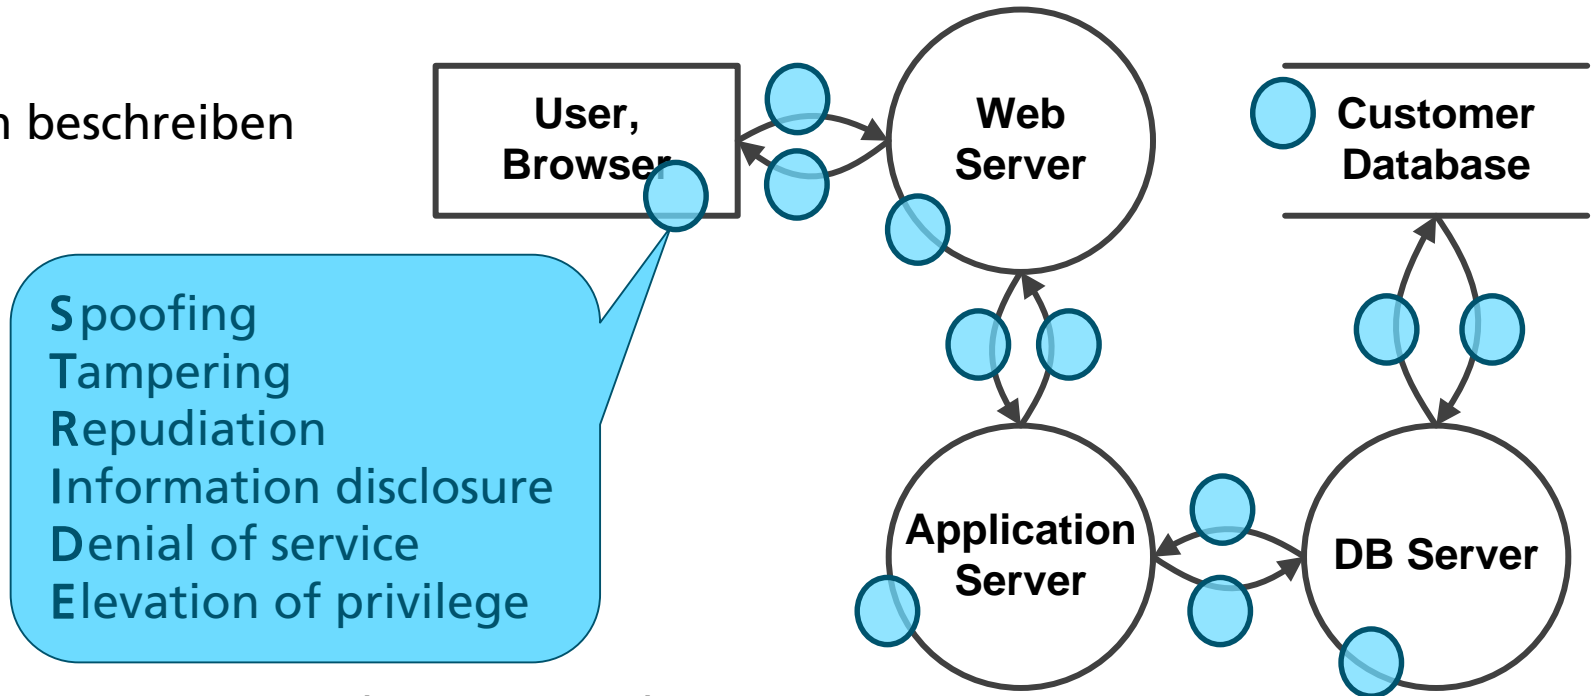 beschreiben
User,
Browser
Web
Server
Customer
Database
Spoofing
Tampering
Repudiation
Information disclosure
Denial of service
Elevation of privilege
Application
Server
DB Server